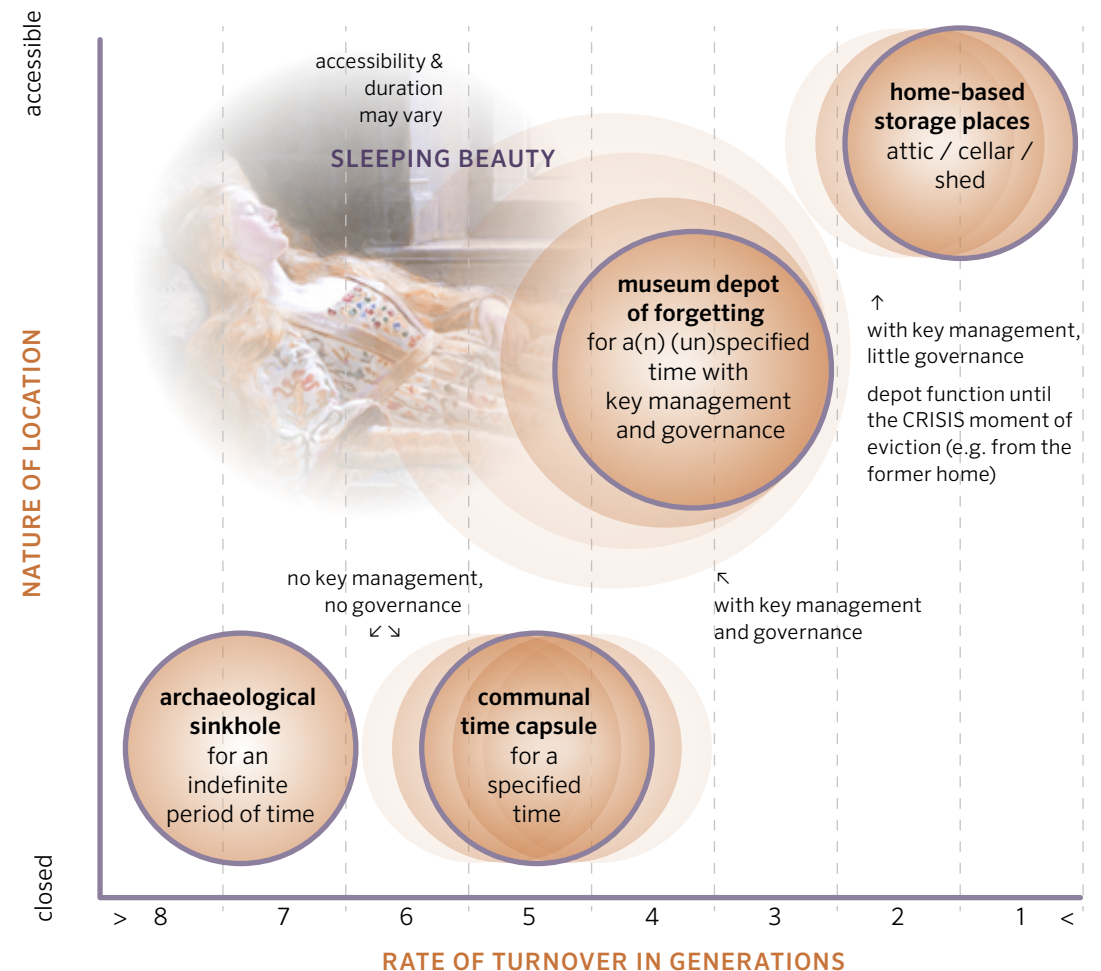 accessible
accessibility &
duration
may vary
SLEEPING BEAUTY
home-based
storage places
attic / cellar /
shed
museum depot
of forgetting
for a(n) (un)specified
time with
key management
and governance
↑
with key management,
little governance
depot function until
the CRISIS moment of
eviction (e.g. from the
former home)
NATURE OF LOCATION
no key management,
no governance
↙ ↘
↖
with key management
and governance
archaeological
sinkhole
for an
indefinite
period of time
communal
time capsule
for a
specified
time
closed
> 8 7 6 5 4 3 2 1 <
RATE OF TURNOVER IN GENERATIONS